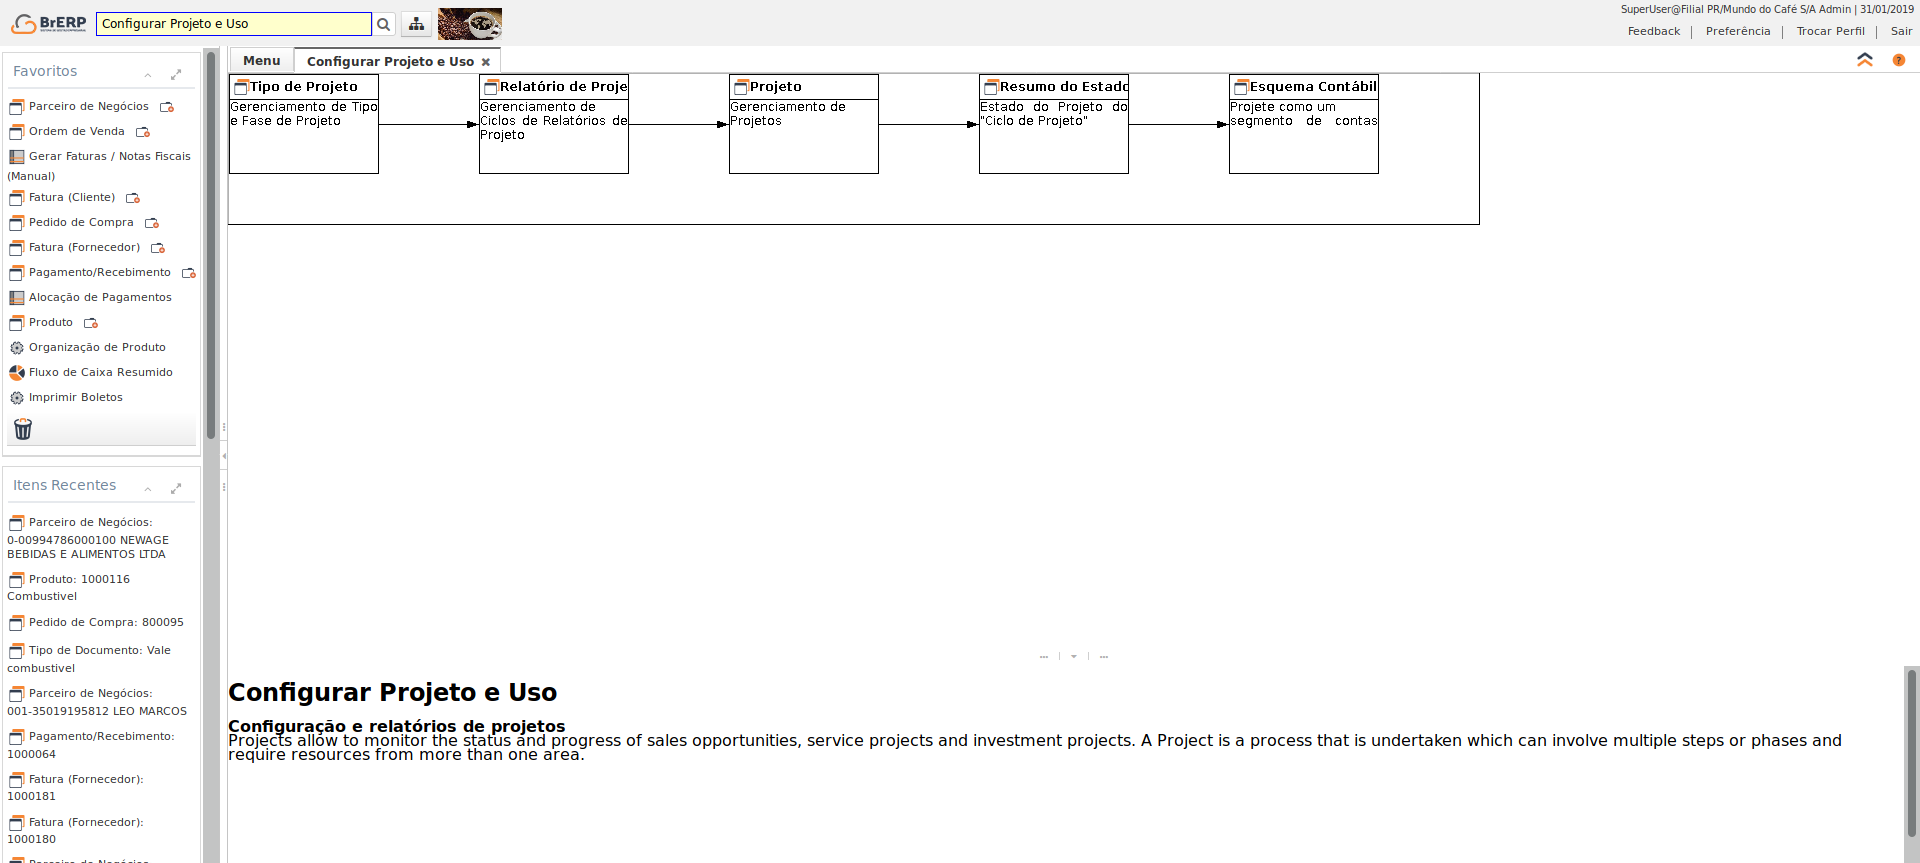 BrERP
Configurar Projeto e Uso
SuperUser@Filial PR/Mundo do Café S/A Admin | 31/01/2019
Feedback | Preferência | Trocar Perfil | Sair
Menu
Configurar Projeto e Uso
Favoritos
Parceiro de Negócios
Ordem de Venda
Gerar Faturas / Notas Fiscais
(Manual)
Fatura (Cliente)
Pedido de Compra
Fatura (Fornecedor)
Pagamento/Recebimento
Alocação de Pagamentos
Produto
Organização de Produto
Fluxo de Caixa Resumido
Imprimir Boletos
Itens Recentes
Parceiro de Negócios:
0-00994786000100 NEWAGE
BEBIDAS E ALIMENTOS LTDA
Produto: 1000116
Combustivel
Pedido de Compra: 800095
Tipo de Documento: Vale
combustivel
Parceiro de Negócios:
001-35019195812 LEO MARCOS
Pagamento/Recebimento:
1000064
Fatura (Fornecedor):
1000181
Fatura (Fornecedor):
1000180
Parceiro de Negócios
Tipo de Projeto
Gerenciamento de Tipo
e Fase de Projeto
Relatório de Proje
Gerenciamento de
Ciclos de Relatórios de
Projeto
Projeto
Gerenciamento de
Projetos
Resumo do Estado
Estado do Projeto do
"Ciclo de Projeto"
Esquema Contábil
Projete como um
segmento de contas
Configurar Projeto e Uso
Configuração e relatórios de projetos
Projects allow to monitor the status and progress of sales opportunities, service projects and investment projects. A Project is a process that is undertaken which can involve multiple steps or phases and
require resources from more than one area.